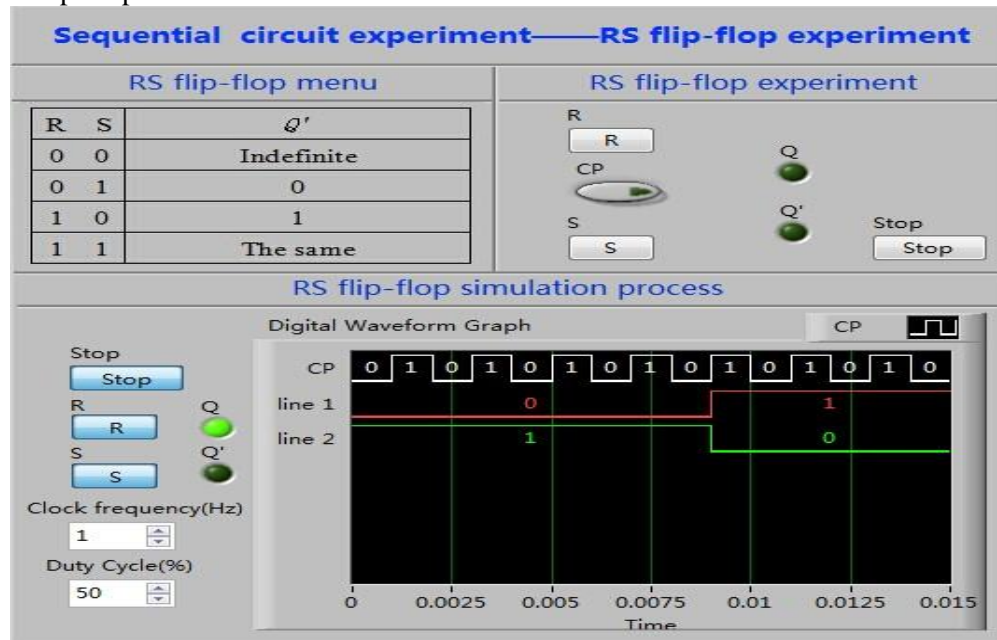 Sequential circuit experiment——RS flip-flop experiment
RS flip-flop menu
R S Q'
0 0 Indefinite
0 1 0
1 0 1
1 1 The same
RS flip-flop experiment
R
R
CP
S
S
Q
Q'
Stop
Stop
RS flip-flop simulation process
Stop
Stop
R
R
S
S
Q
Q'
Clock frequency(Hz)
1
Duty Cycle(%)
50
Digital Waveform Graph
CP
CP 0 1 0 1 0 1 0 1 0 1 0 1 0 1 0
line 1 0 1
line 2 1 0
0 0.0025 0.005 0.0075 0.01 0.0125 0.015
Time